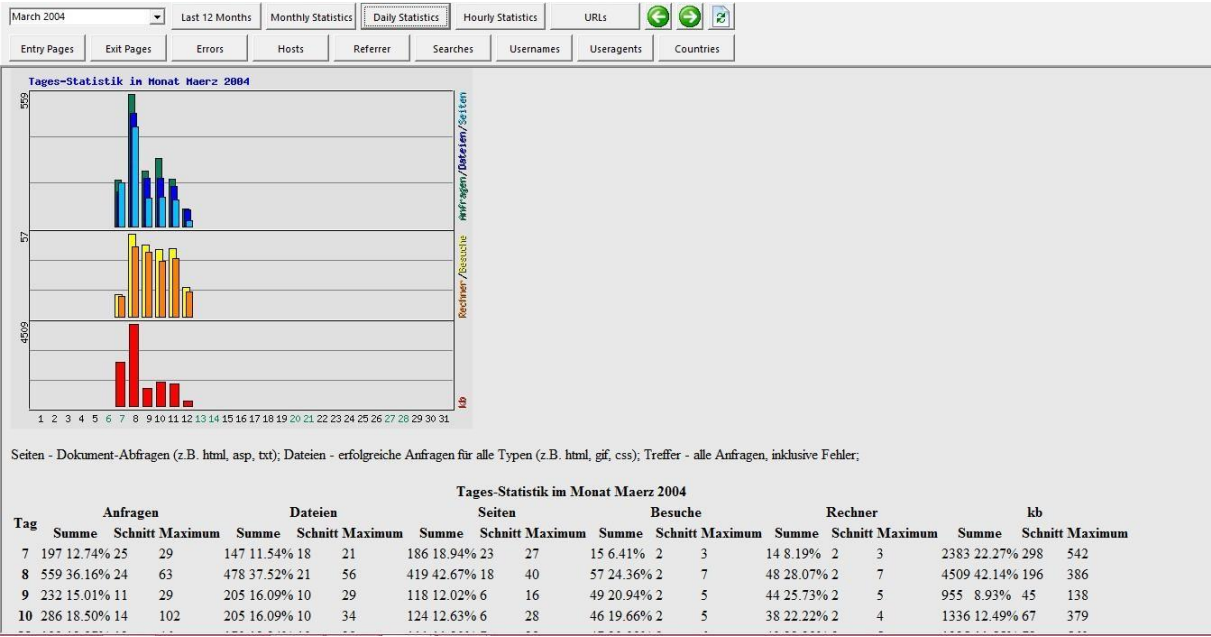 March 2004 Last 12 Months Monthly Statistics Daily Statistics Hourly Statistics URLs
Entry Pages Exit Pages Errors Hosts Referrer Searches Usernames Useragents Countries
Tages-Statistik im Monat Maerz 2004
559
Anfragen/Dateien/Seiten
57
Rechner/Besuche
4509
kb
1 2 3 4 5 6 7 8 9 10 11 12 13 14 15 16 17 18 19 20 21 22 23 24 25 26 27 28 29 30 31
Seiten - Dokument-Abfragen (z.B. html, asp, txt); Dateien - erfolgreiche Anfragen für alle Typen (z.B. html, gif, css); Treffer - alle Anfragen, inklusive Fehler;
Tages-Statistik im Monat Maerz 2004
Tag Anfragen Dateien Seiten Besuche Rechner kb
Summe Schnitt Maximum Summe Schnitt Maximum Summe Schnitt Maximum Summe Schnitt Maximum Summe Schnitt Maximum Summe Schnitt Maximum
7 197 12.74% 25 29 147 11.54% 18 21 186 18.94% 23 27 15 6.41% 2 3 14 8.19% 2 3 2383 22.27% 298 542
8 559 36.16% 24 63 478 37.52% 21 56 419 42.67% 18 40 57 24.36% 2 7 48 28.07% 2 7 4509 42.14% 196 386
9 232 15.01% 11 29 205 16.09% 10 29 118 12.02% 6 16 49 20.94% 2 5 44 25.73% 2 5 955 8.93% 45 138
10 286 18.50% 14 102 205 16.09% 10 34 124 12.63% 6 28 46 19.66% 2 5 38 22.22% 2 4 1336 12.49% 67 379